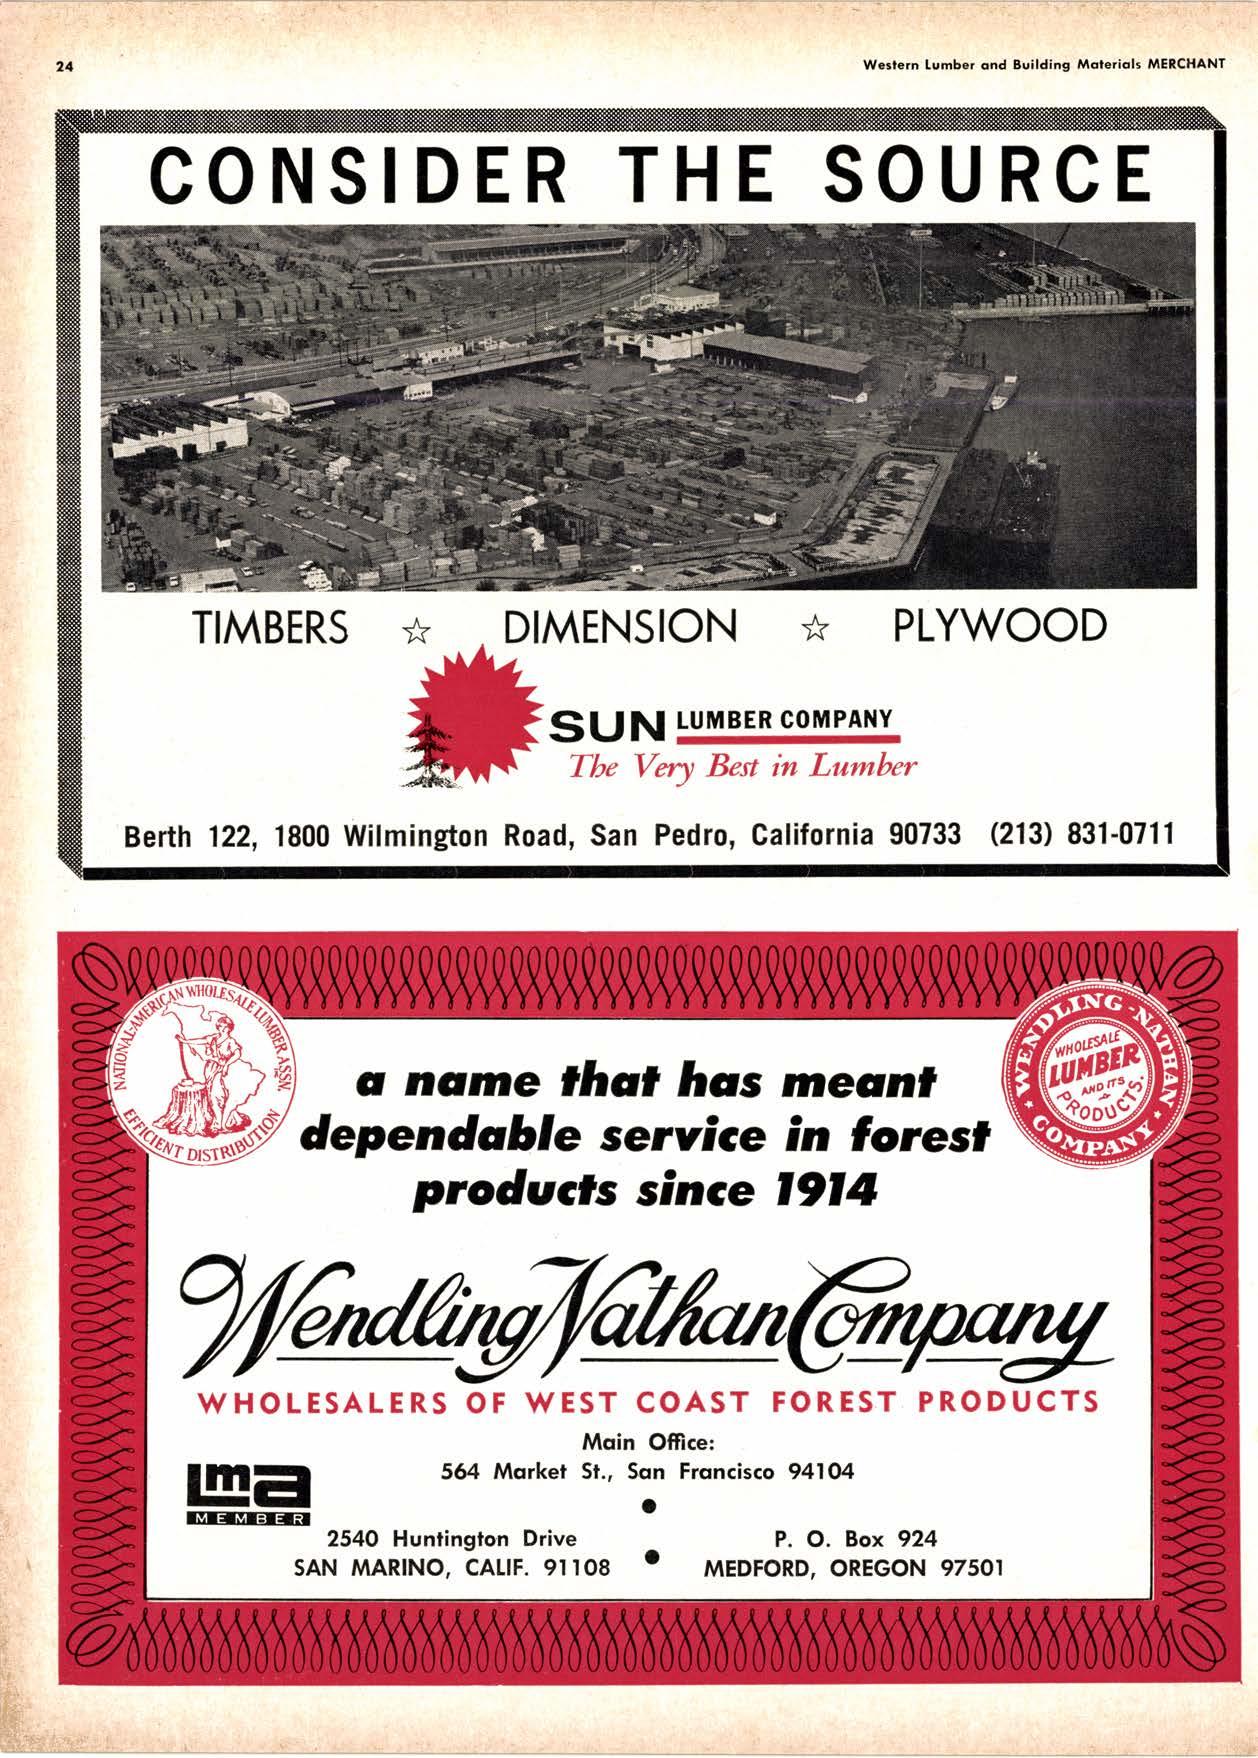 24
Western Lumber and Building Materials MERCHANT
CONSIDER THE SOURCE
TIMBERS ☆ DIMENSION ☆ PLYWOOD
SUN LUMBER COMPANY
The Very Best in Lumber
Berth 122, 1800 Wilmington Road, San Pedro, California 90733 (213) 831-0711
NATIONAL-AMERICAN WHOLESALE LUMBER ASSN. INC.
EFFICIENT DISTRIBUTION
WENDLING-NATHAN
COMPANY
WHOLESALE
LUMBER
AND ITS
PRODUCTS.
a name that has meant
dependable service in forest
products since 1914
Wendling Nathan Company
WHOLESALERS OF WEST COAST FOREST PRODUCTS
Main Office:
564 Market St., San Francisco 94104
lma
MEMBER
2540 Huntington Drive
SAN MARINO, CALIF. 91108
P. O. Box 924
MEDFORD, OREGON 97501